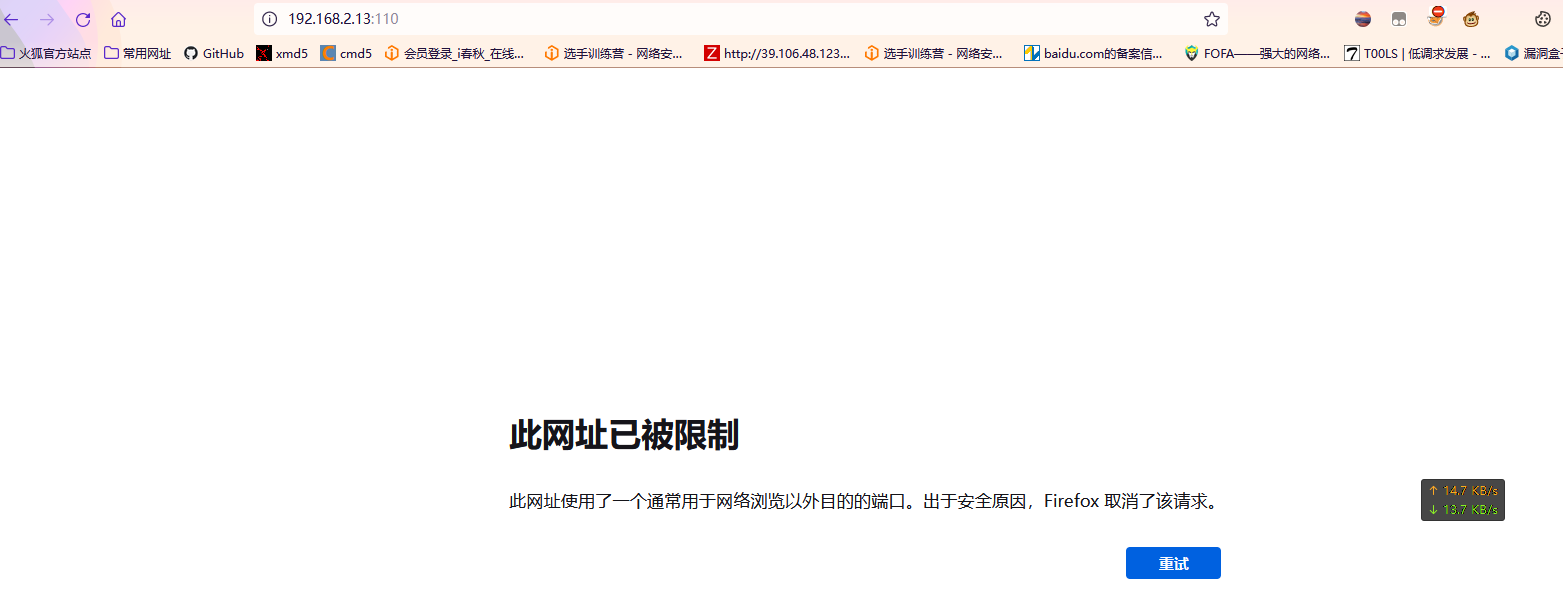 192.168.2.13:110
火狐官方站点 常用网址 GitHub xmd5 cmd5 会员登录_i春秋_在线... 选手训练营 - 网络安... http://39.106.48.123... 选手训练营 - 网络安... baidu.com的备案信... FOFA——强大的网络... T00LS | 低调求发展 - ... 漏洞盒子
此网址已被限制
此网址使用了一个通常用于网络浏览以外目的的端口。出于安全原因，Firefox 取消了该请求。
↑ 14.7 KB/s
↓ 13.7 KB/s
重试